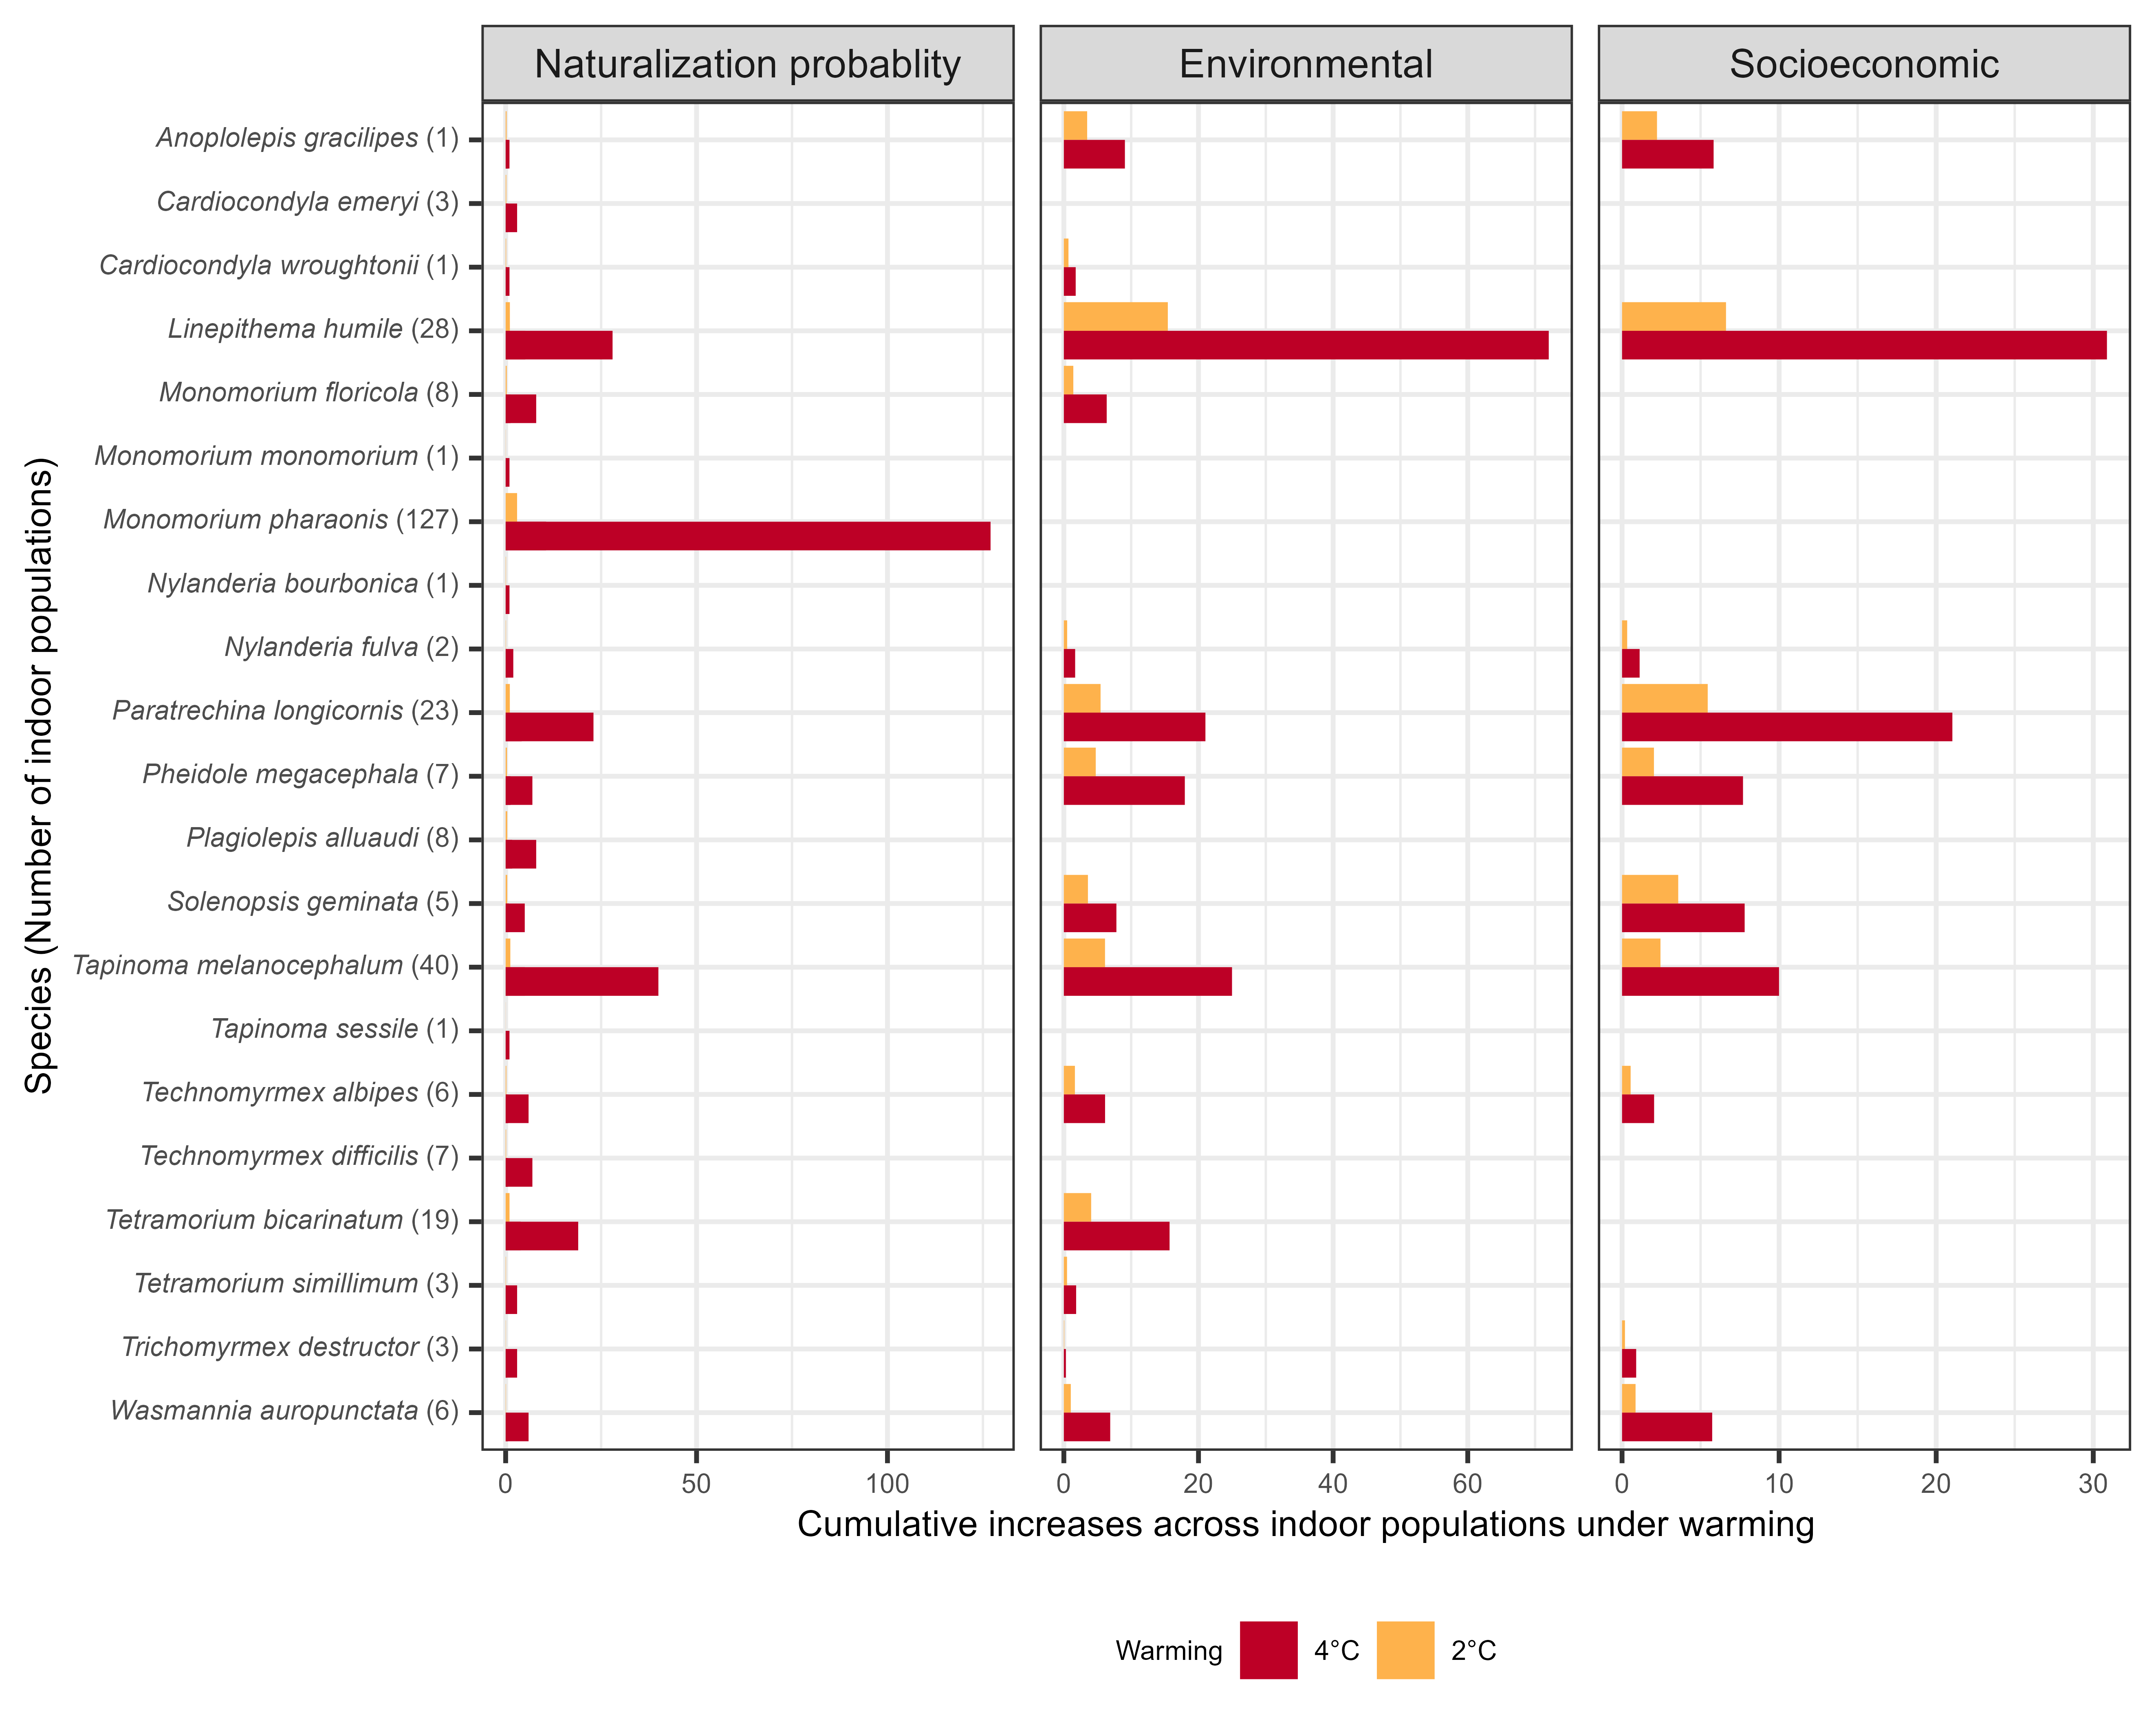 Naturalization probablity
Environmental
Socioeconomic
Species (Number of indoor populations)
Anoplolepis gracilipes (1)
Cardiocondyla emeryi (3)
Cardiocondyla wroughtonii (1)
Linepithema humile (28)
Monomorium floricola (8)
Monomorium monomorium (1)
Monomorium pharaonis (127)
Nylanderia bourbonica (1)
Nylanderia fulva (2)
Paratrechina longicornis (23)
Pheidole megacephala (7)
Plagiolepis alluaudi (8)
Solenopsis geminata (5)
Tapinoma melanocephalum (40)
Tapinoma sessile (1)
Technomyrmex albipes (6)
Technomyrmex difficilis (7)
Tetramorium bicarinatum (19)
Tetramorium simillimum (3)
Trichomyrmex destructor (3)
Wasmannia auropunctata (6)
0 50 100 0 20 40 60 0 10 20 30
Cumulative increases across indoor populations under warming
Warming 4°C 2°C